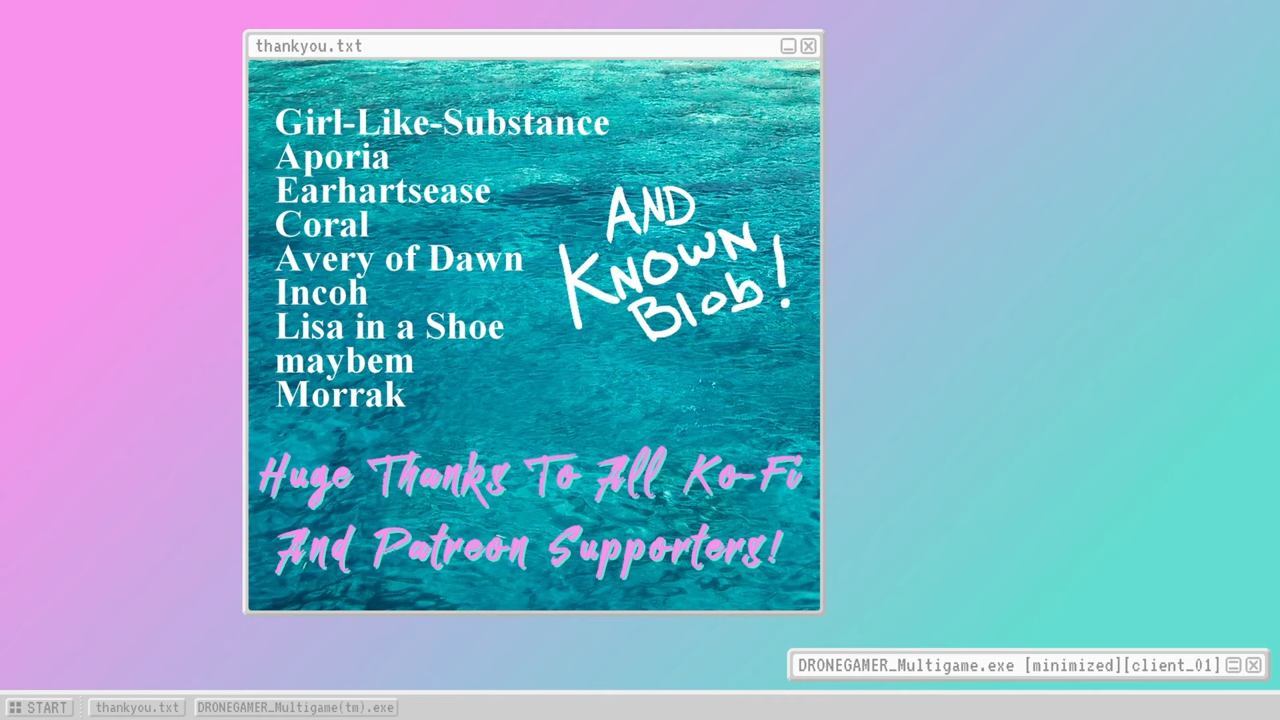 thankyou.txt
Girl-Like-Substance
Aporia
Earhartsease
Coral
Avery of Dawn
Incoh
Lisa in a Shoe
maybem
Morrak
AND
KNOWN
Blob!
Huge Thanks To All Ko-Fi
And Patreon Supporters!
DRONEGAMER_Multigame.exe [minimized][client_01]
START
thankyou.txt
DRONEGAMER_Multigame(tm).exe